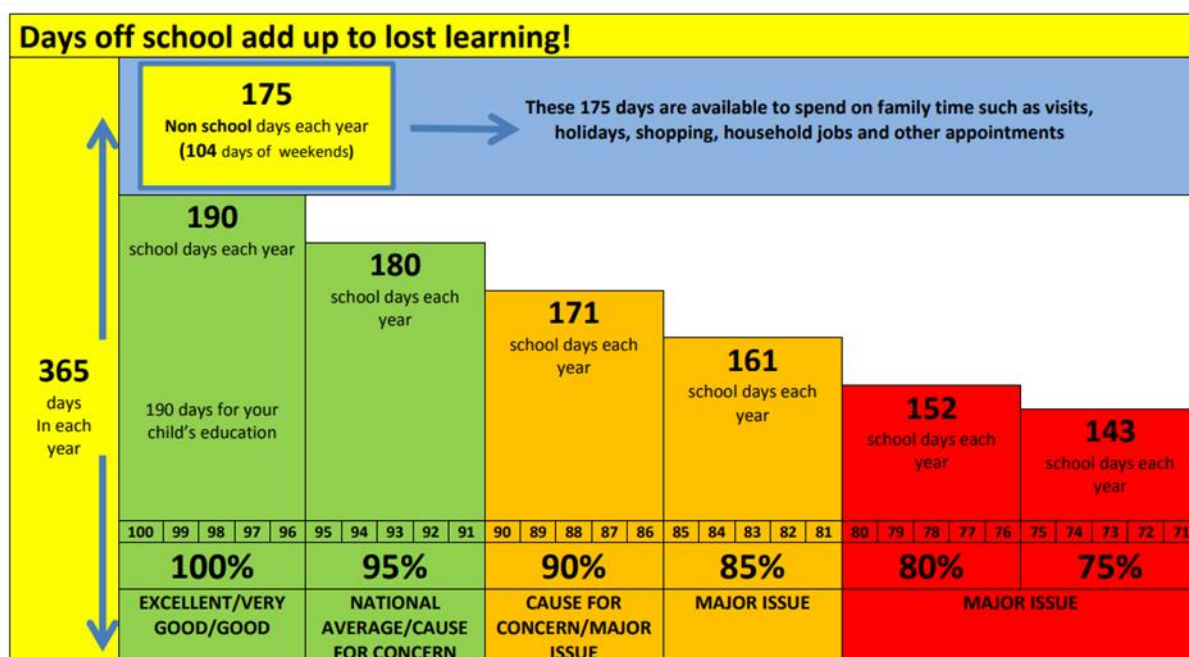 Days off school add up to lost learning!
175
Non school days each year
(104 days of weekends)
These 175 days are available to spend on family time such as visits,
holidays, shopping, household jobs and other appointments
365
days
In each
year
190
school days each year
190 days for your
child's education
180
school days each
year
171
school days each
year
161
school days each
year
152
school days each
year
143
school days each
year
100 99 98 97 96 95 94 93 92 91 90 89 88 87 86 85 84 83 82 81 80 79 78 77 76 75 74 73 72 71
100% 95% 90% 85% 80% 75%
EXCELLENT/VERY
GOOD/GOOD
NATIONAL
AVERAGE/CAUSE
FOR CONCERN
CAUSE FOR
CONCERN/MAJOR
ISSUE
MAJOR ISSUE
MAJOR ISSUE